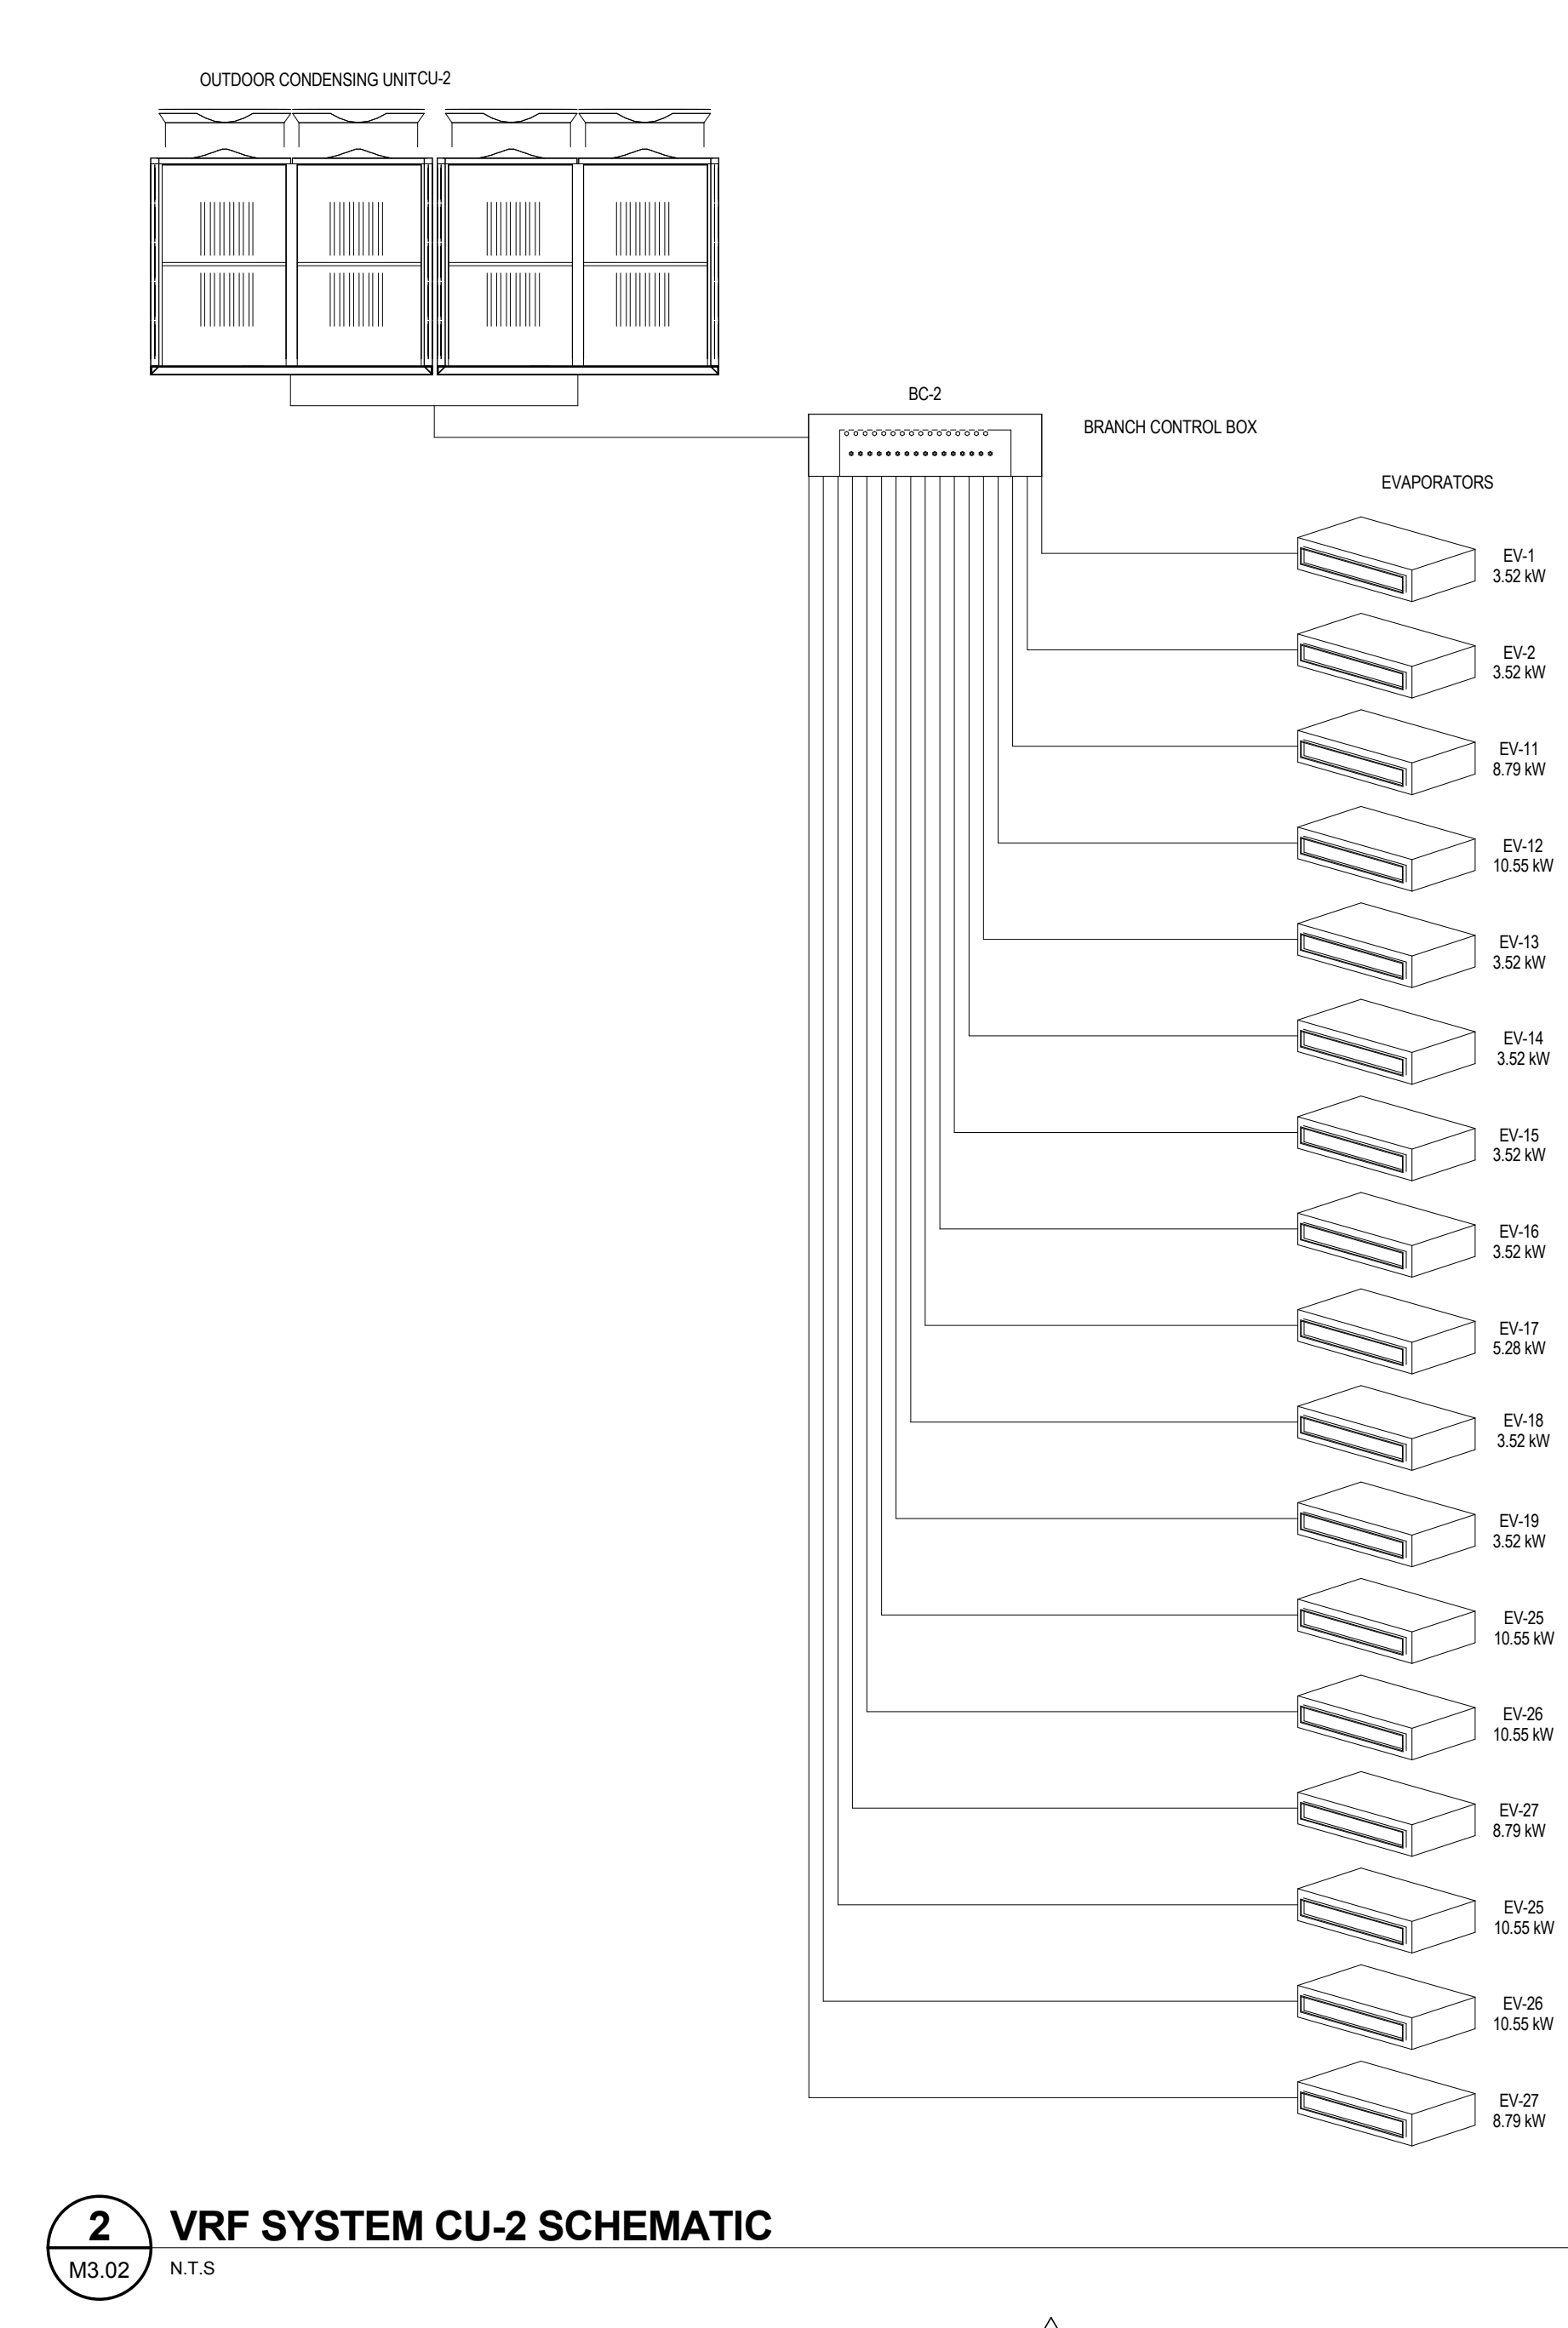 OUTDOOR CONDENSING UNIT CU-2
BC-2
BRANCH CONTROL BOX
EVAPORATORS
EV-1
3.52 kW
EV-2
3.52 kW
EV-11
8.79 kW
EV-12
10.55 kW
EV-13
3.52 kW
EV-14
3.52 kW
EV-15
3.52 kW
EV-16
3.52 kW
EV-17
5.28 kW
EV-18
3.52 kW
EV-19
3.52 kW
EV-25
10.55 kW
EV-26
10.55 kW
EV-27
8.79 kW
EV-25
10.55 kW
EV-26
10.55 kW
EV-27
8.79 kW
2
VRF SYSTEM CU-2 SCHEMATIC
M3.02
N.T.S